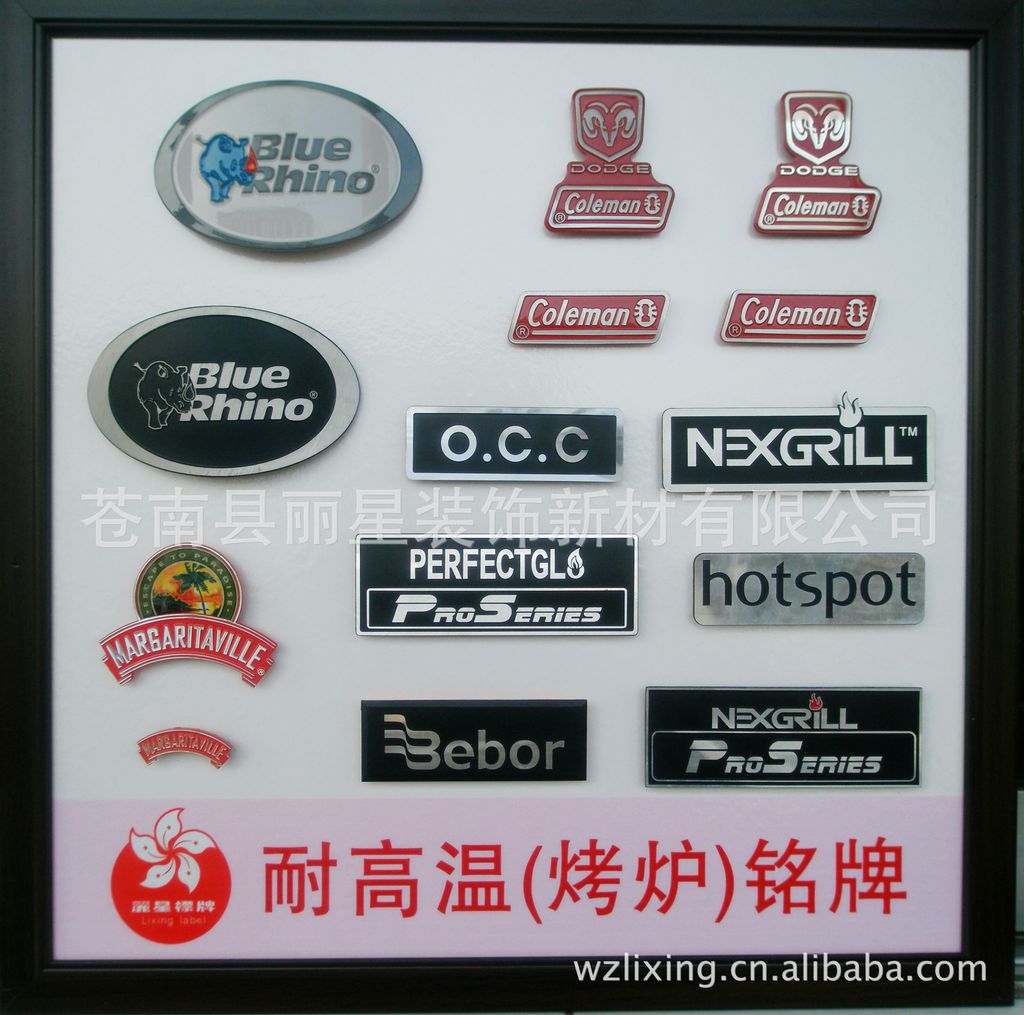 Blue
Rhino®
DODGE
® Coleman
DODGE
® Coleman
® Coleman
® Coleman
Blue
Rhino®
O.C.C
NEXGRILL™
苍南县丽星装饰新材有限公司
PERFECTGLO
PROSERIES
hotspot
ESCAPE TO PARADISE
MARGARITAVILLE®
MARGARITAVILLE
Bebor
NEXGRILL
PROSERIES
麗星標牌
Lixing label
耐高温(烤炉)铭牌
wzlixing.cn.alibaba.com